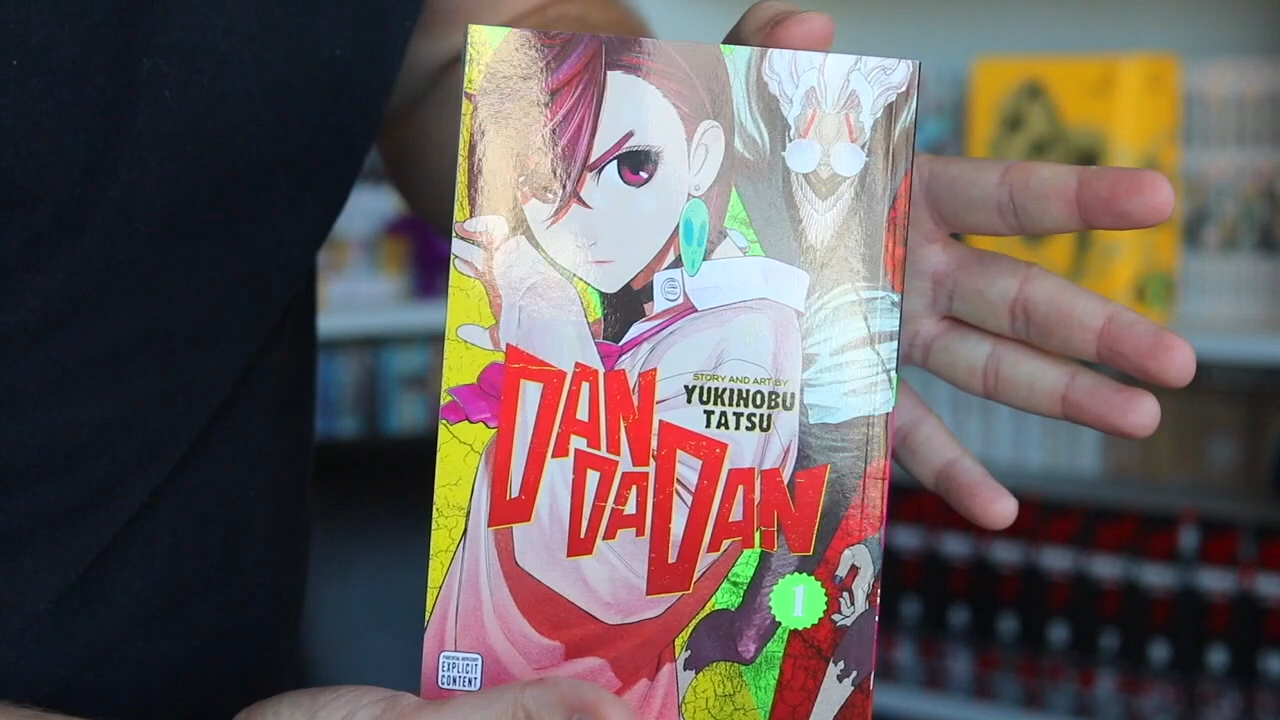 STORY AND ART BY
YUKINOBU
TATSU
DAN
DA
DAN
1
PARENTAL ADVISORY
EXPLICIT
CONTENT